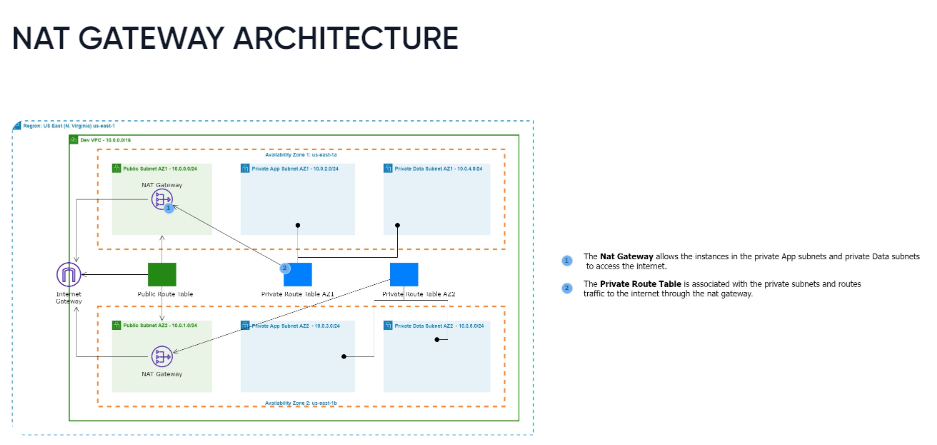 NAT GATEWAY ARCHITECTURE
Region: US East (N. Virginia) us-east-1
Dev VPC - 10.0.0.0/16
Availability Zone 1: us-east-1a
Public Subnet AZ1 - 10.0.0.0/24
Private App Subnet AZ1 - 10.0.2.0/24
Private Data Subnet AZ1 - 10.0.4.0/24
NAT Gateway
1
2
Internet
Gateway
Public Route Table
Private Route Table AZ1
Private Route Table AZ2
Public Subnet AZ2 - 10.0.1.0/24
Private App Subnet AZ2 - 10.0.3.0/24
Private Data Subnet AZ2 - 10.0.5.0/24
NAT Gateway
Availability Zone 2: us-east-1b
1
The Nat Gateway allows the instances in the private App subnets and private Data subnets
to access the internet.
2
The Private Route Table is associated with the private subnets and routes
traffic to the internet through the nat gateway.